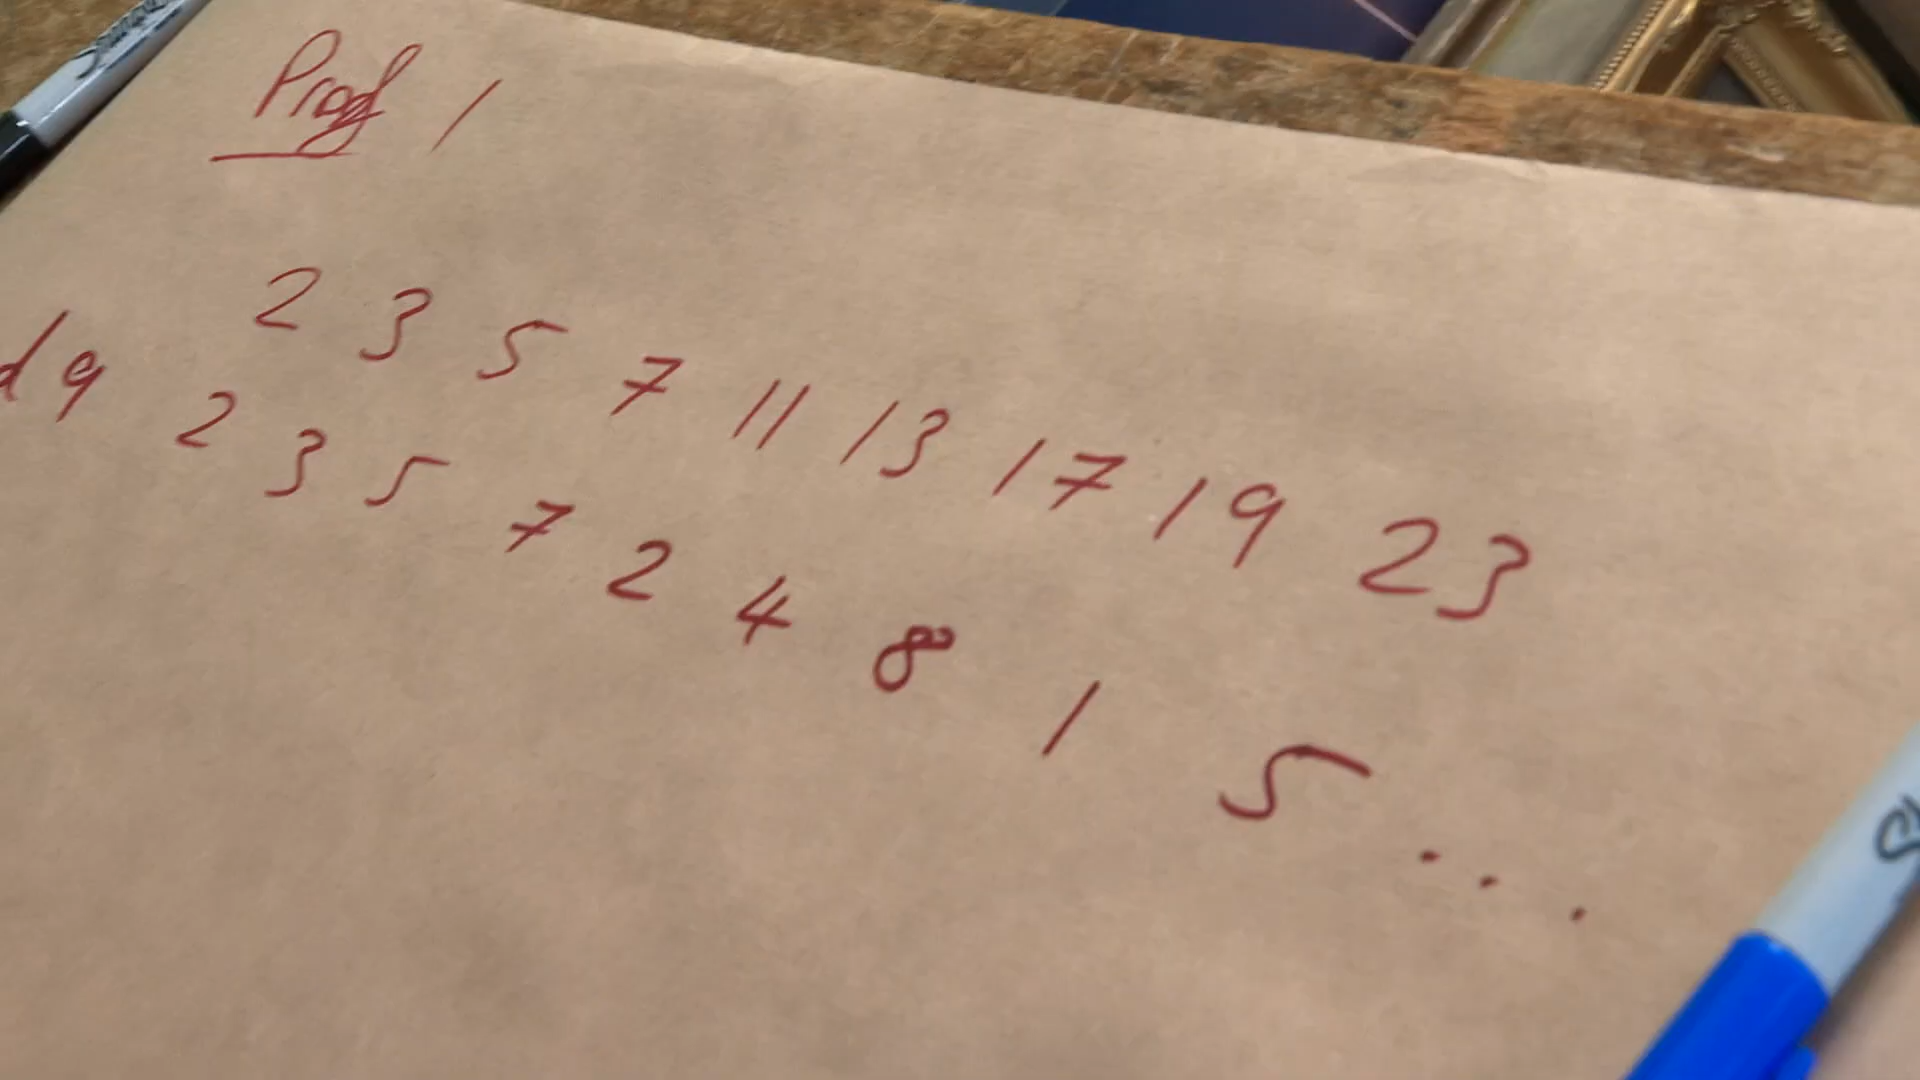 Proof 1
2 3 5 7 11 13 17 19 23
d 9 2 3 5 7 2 4 8 1 5 ...